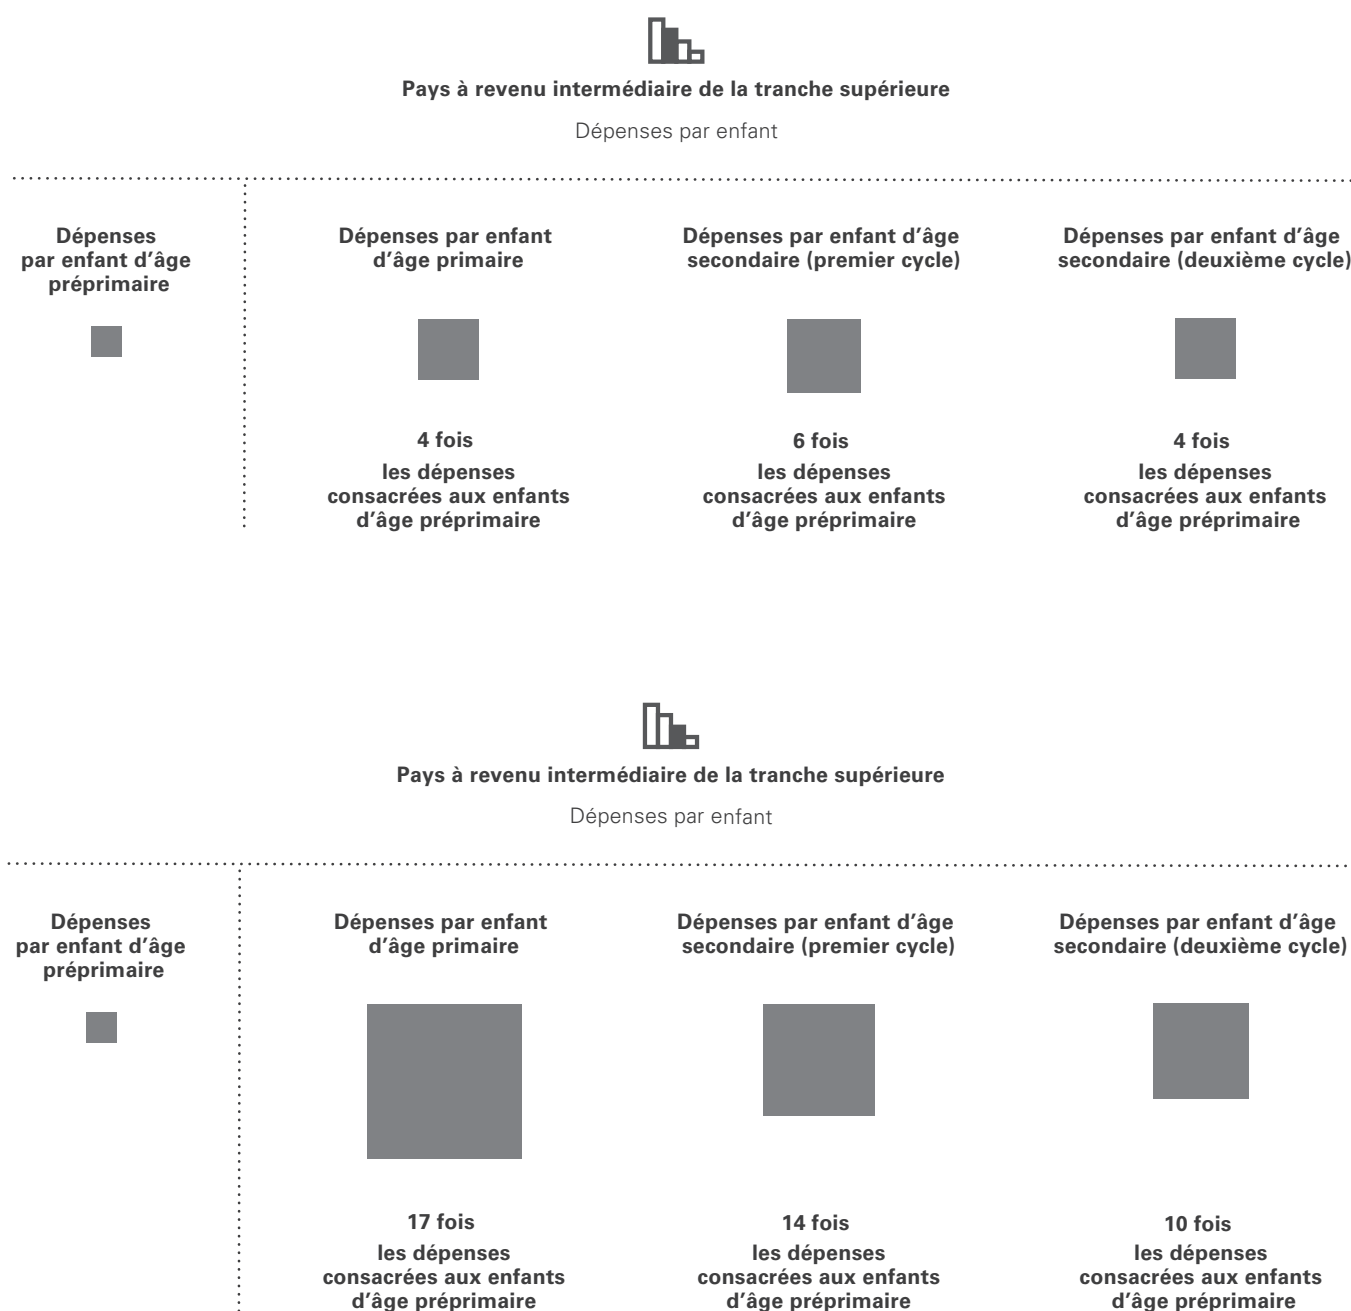 Pays à revenu intermédiaire de la tranche supérieure
Dépenses par enfant
Dépenses
par enfant d’âge
préprimaire
Dépenses par enfant
d’âge primaire
4 fois
les dépenses
consacrées aux enfants
d’âge préprimaire
Dépenses par enfant d’âge
secondaire (premier cycle)
6 fois
les dépenses
consacrées aux enfants
d’âge préprimaire
Dépenses par enfant d’âge
secondaire (deuxième cycle)
4 fois
les dépenses
consacrées aux enfants
d’âge préprimaire
Pays à revenu intermédiaire de la tranche supérieure
Dépenses par enfant
Dépenses
par enfant d’âge
préprimaire
Dépenses par enfant
d’âge primaire
17 fois
les dépenses
consacrées aux enfants
d’âge préprimaire
Dépenses par enfant d’âge
secondaire (premier cycle)
14 fois
les dépenses
consacrées aux enfants
d’âge préprimaire
Dépenses par enfant d’âge
secondaire (deuxième cycle)
10 fois
les dépenses
consacrées aux enfants
d’âge préprimaire